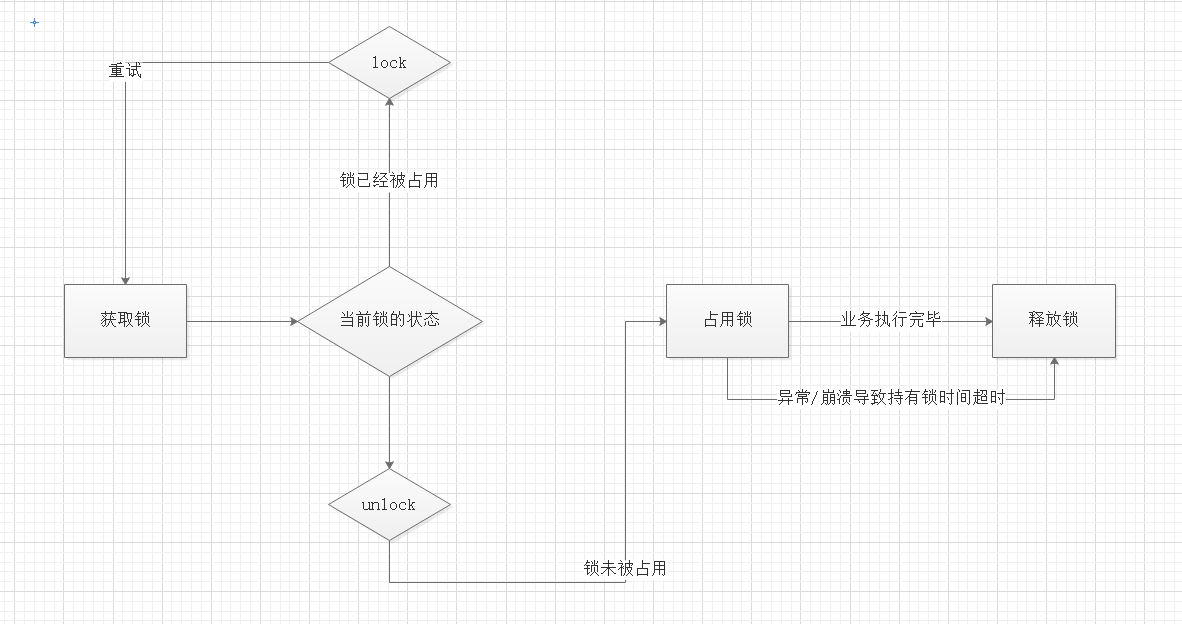 lock
重试
锁已经被占用
获取锁
当前锁的状态
占用锁
业务执行完毕
释放锁
异常/崩溃导致持有锁时间超时
unlock
锁未被占用